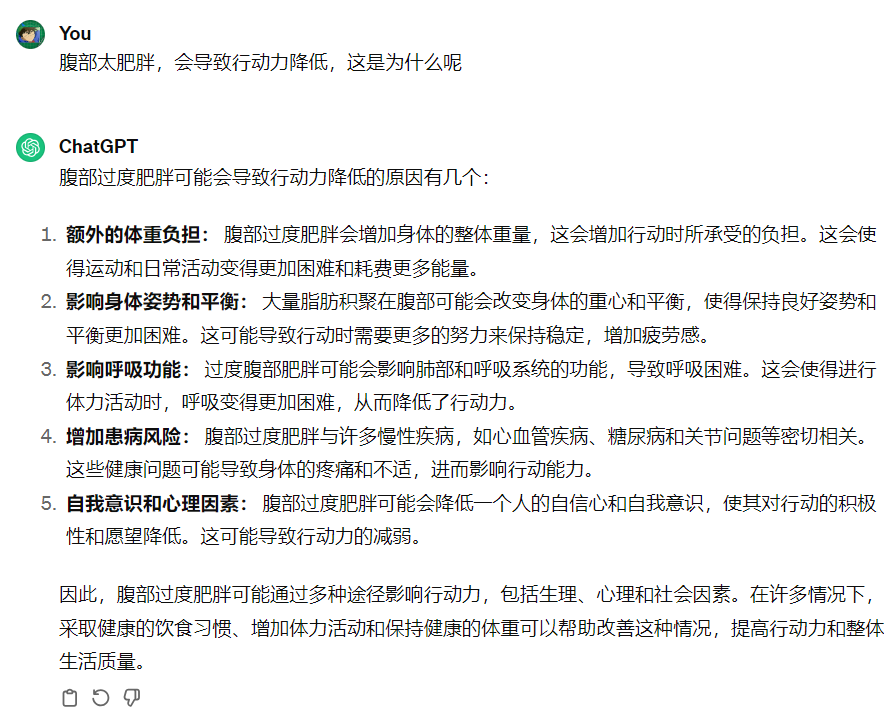 You
腹部太肥胖，会导致行动力降低，这是为什么呢
ChatGPT
腹部过度肥胖可能会导致行动力降低的原因有几个：
1. 额外的体重负担： 腹部过度肥胖会增加身体的整体重量，这会增加行动时所承受的负担。这会使
得运动和日常活动变得更加困难和耗费更多能量。
2. 影响身体姿势和平衡： 大量脂肪积聚在腹部可能会改变身体的重心和平衡，使得保持良好姿势和
平衡更加困难。这可能导致行动时需要更多的努力来保持稳定，增加疲劳感。
3. 影响呼吸功能： 过度腹部肥胖可能会影响肺部和呼吸系统的功能，导致呼吸困难。这会使得进行
体力活动时，呼吸变得更加困难，从而降低了行动力。
4. 增加患病风险： 腹部过度肥胖与许多慢性疾病，如心血管疾病、糖尿病和关节问题等密切相关。
这些健康问题可能导致身体的疼痛和不适，进而影响行动能力。
5. 自我意识和心理因素： 腹部过度肥胖可能会降低一个人的自信心和自我意识，使其对行动的积极
性和愿望降低。这可能导致行动力的减弱。
因此，腹部过度肥胖可能通过多种途径影响行动力，包括生理、心理和社会因素。在许多情况下，
采取健康的饮食习惯、增加体力活动和保持健康的体重可以帮助改善这种情况，提高行动力和整体
生活质量。